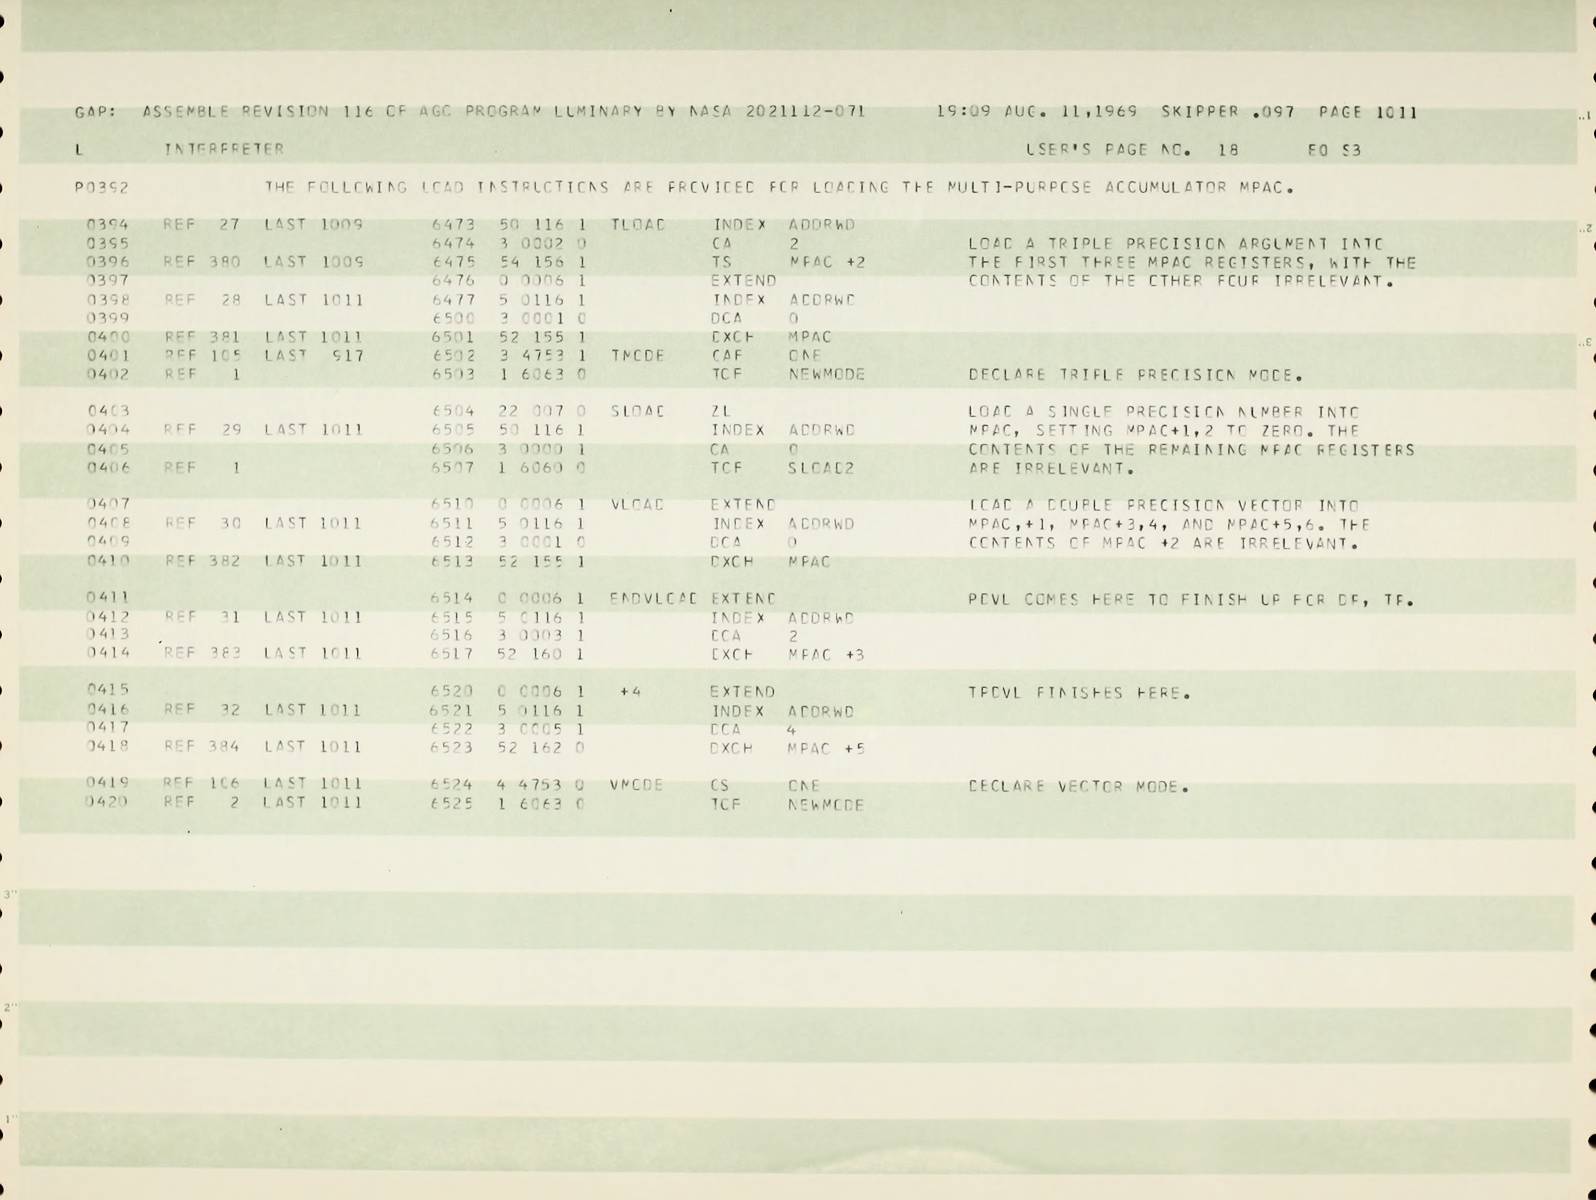 GAP: ASSEMBLE REVISION 116 OF AGC PROGRAM LUMINARY BY NASA 2021112-071 19:09 AUG. 11,1969 SKIPPER .097 PAGE 1011
L INTERPRETER USER'S PAGE NO. 18 E0 S3
P0392 THE FOLLOWING LOAD INSTRUCTIONS ARE PROVIDED FOR LOADING THE MULTI-PURPOSE ACCUMULATOR MPAC.
0394 REF 27 LAST 1009 6473 50 116 1 TLOAD INDEX ADDRWD
0395 6474 3 0002 0 CA 2 LOAD A TRIPLE PRECISION ARGUMENT INTO
0396 REF 380 LAST 1009 6475 54 156 1 TS MPAC +2 THE FIRST THREE MPAC REGISTERS, WITH THE
0397 6476 0 0006 1 EXTEND CONTENTS OF THE OTHER FOUR IRRELEVANT.
0398 REF 28 LAST 1011 6477 5 0116 1 INDEX ADDRWD
0399 6500 3 0001 0 DCA 0
0400 REF 381 LAST 1011 6501 52 155 1 DXCH MPAC
0401 REF 105 LAST 917 6502 3 4753 1 TMODE CAF ONE
0402 REF 1 6503 1 6063 0 TCF NEWMODE DECLARE TRIPLE PRECISION MODE.
0403 6504 22 007 0 SLOAD ZL LOAD A SINGLE PRECISION NUMBER INTO
0404 REF 29 LAST 1011 6505 50 116 1 INDEX ADDRWD MPAC, SETTING MPAC+1,2 TO ZERO. THE
0405 6506 3 0000 1 CA 0 CONTENTS OF THE REMAINING MPAC REGISTERS
0406 REF 1 6507 1 6060 0 TCF SLOAD2 ARE IRRELEVANT.
0407 6510 0 0006 1 VLOAD EXTEND LOAD A DOUBLE PRECISION VECTOR INTO
0408 REF 30 LAST 1011 6511 5 0116 1 INDEX ADDRWD MPAC,+1, MPAC+3,4, AND MPAC+5,6. THE
0409 6512 3 0001 0 DCA 0 CONTENTS OF MPAC +2 ARE IRRELEVANT.
0410 REF 382 LAST 1011 6513 52 155 1 DXCH MPAC
0411 6514 0 0006 1 ENDVLOAD EXTEND PDVL COMES HERE TO FINISH UP FOR DP, TP.
0412 REF 31 LAST 1011 6515 5 0116 1 INDEX ADDRWD
0413 6516 3 0003 1 DCA 2
0414 REF 383 LAST 1011 6517 52 160 1 DXCH MPAC +3
0415 6520 0 0006 1 +4 EXTEND TPDVL FINISHES HERE.
0416 REF 32 LAST 1011 6521 5 0116 1 INDEX ADDRWD
0417 6522 3 0005 1 DCA 4
0418 REF 384 LAST 1011 6523 52 162 0 DXCH MPAC +5
0419 REF 106 LAST 1011 6524 4 4753 0 VMODE CS ONE DECLARE VECTOR MODE.
0420 REF 2 LAST 1011 6525 1 6063 0 TCF NEWMODE
3"
2"
1"